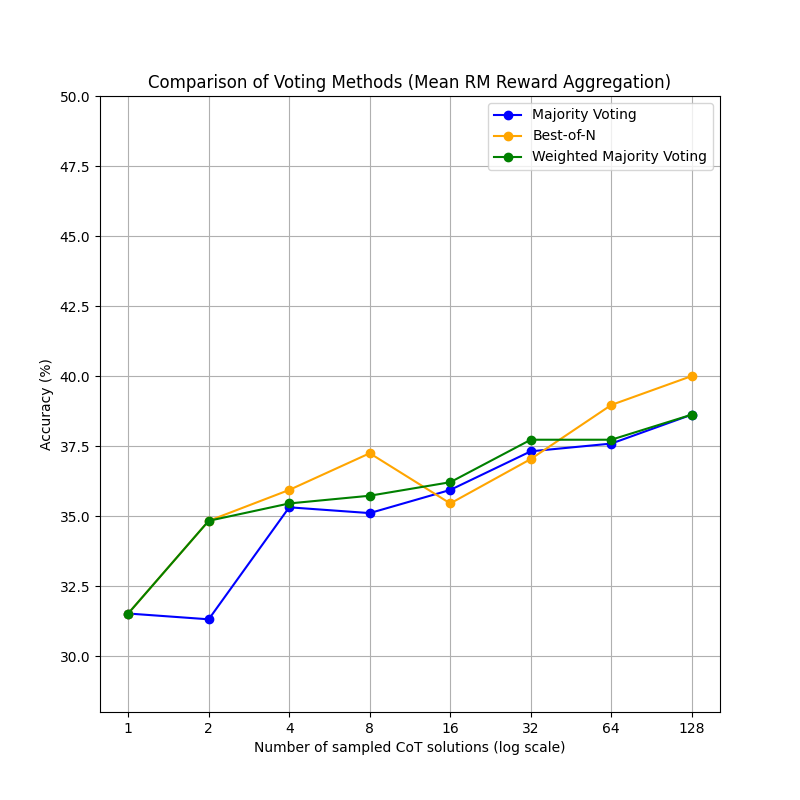 Comparison of Voting Methods (Mean RM Reward Aggregation)
Majority Voting
Best-of-N
Weighted Majority Voting
Accuracy (%)
50.0
47.5
45.0
42.5
40.0
37.5
35.0
32.5
30.0
1 2 4 8 16 32 64 128
Number of sampled CoT solutions (log scale)